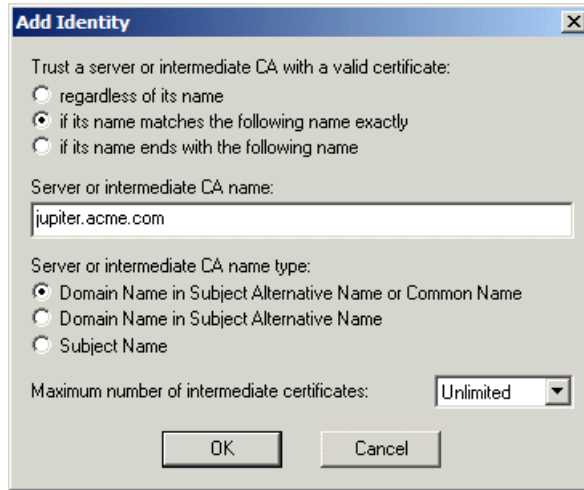 Add Identity
Trust a server or intermediate CA with a valid certificate:
regardless of its name
if its name matches the following name exactly
if its name ends with the following name
Server or intermediate CA name:
jupiter.acme.com
Server or intermediate CA name type:
Domain Name in Subject Alternative Name or Common Name
Domain Name in Subject Alternative Name
Subject Name
Maximum number of intermediate certificates: Unlimited
OK Cancel